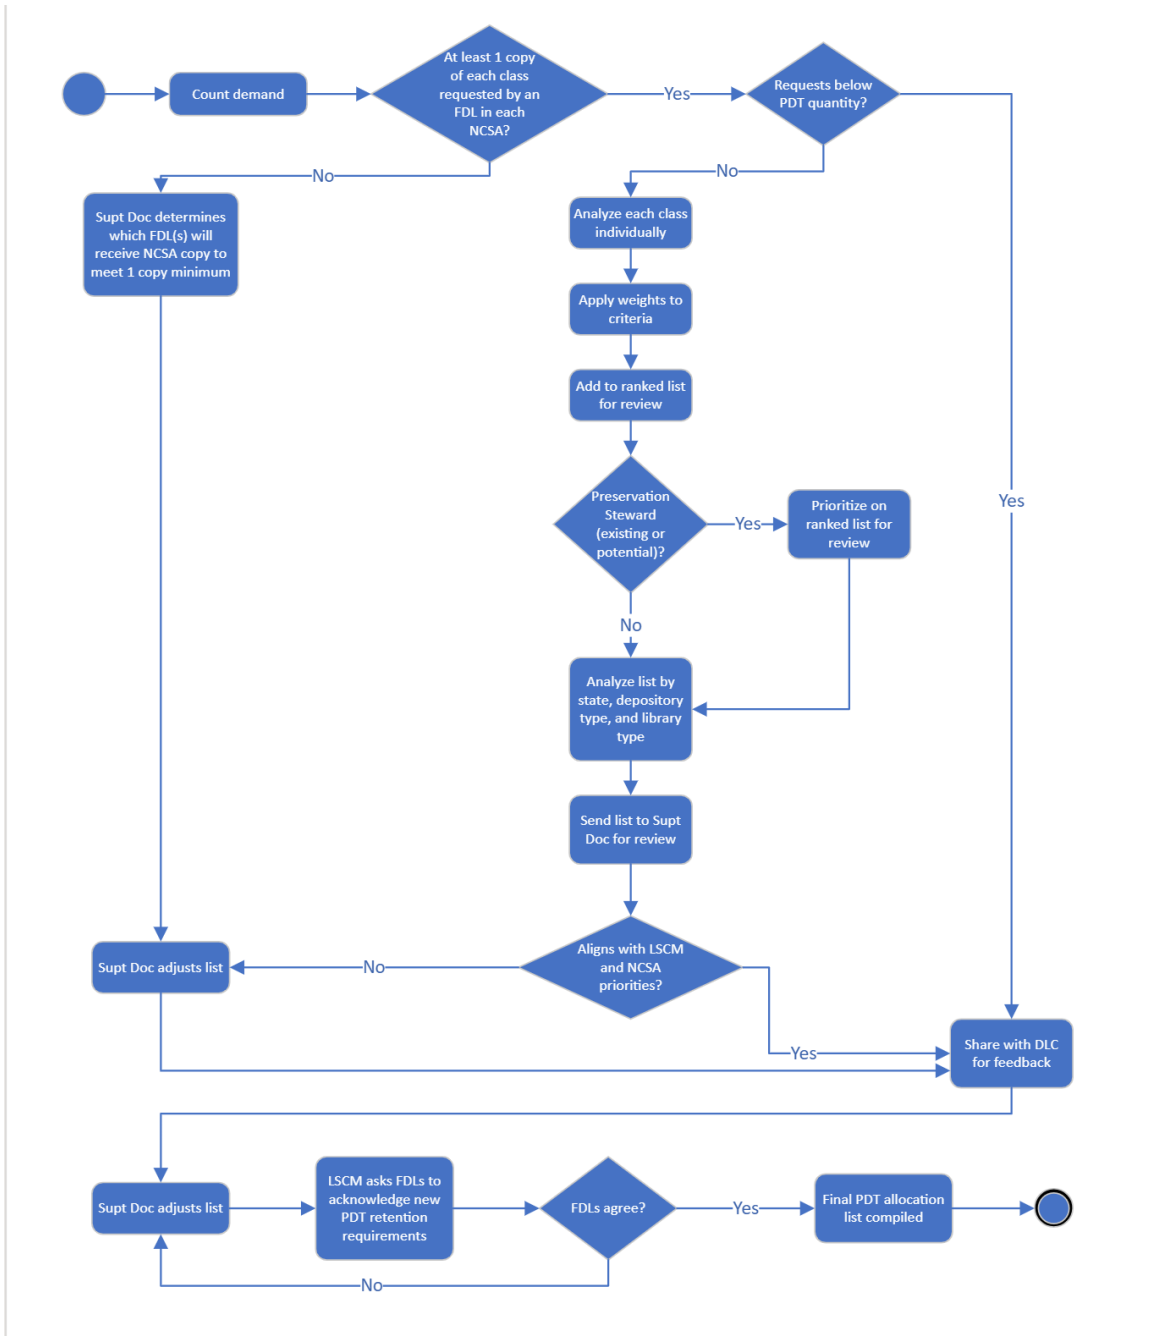 Count demand
At least 1 copy
of each class
requested by an
FDL in each
NCSA?
Yes
Requests below
PDT quantity?
No
No
Supt Doc determines
which FDL(s) will
receive NCSA copy to
meet 1 copy minimum
Analyze each class
individually
Apply weights to
criteria
Add to ranked list
for review
Preservation
Steward
(existing or
potential)?
Yes
Prioritize on
ranked list for
review
Yes
No
Analyze list by
state, depository
type, and library
type
Send list to Supt
Doc for review
Aligns with LSCM
and NCSA
priorities?
No
Supt Doc adjusts list
Yes
Share with DLC
for feedback
Supt Doc adjusts list
LSCM asks FDLs to
acknowledge new
PDT retention
requirements
FDLs agree?
Yes
Final PDT allocation
list compiled
No